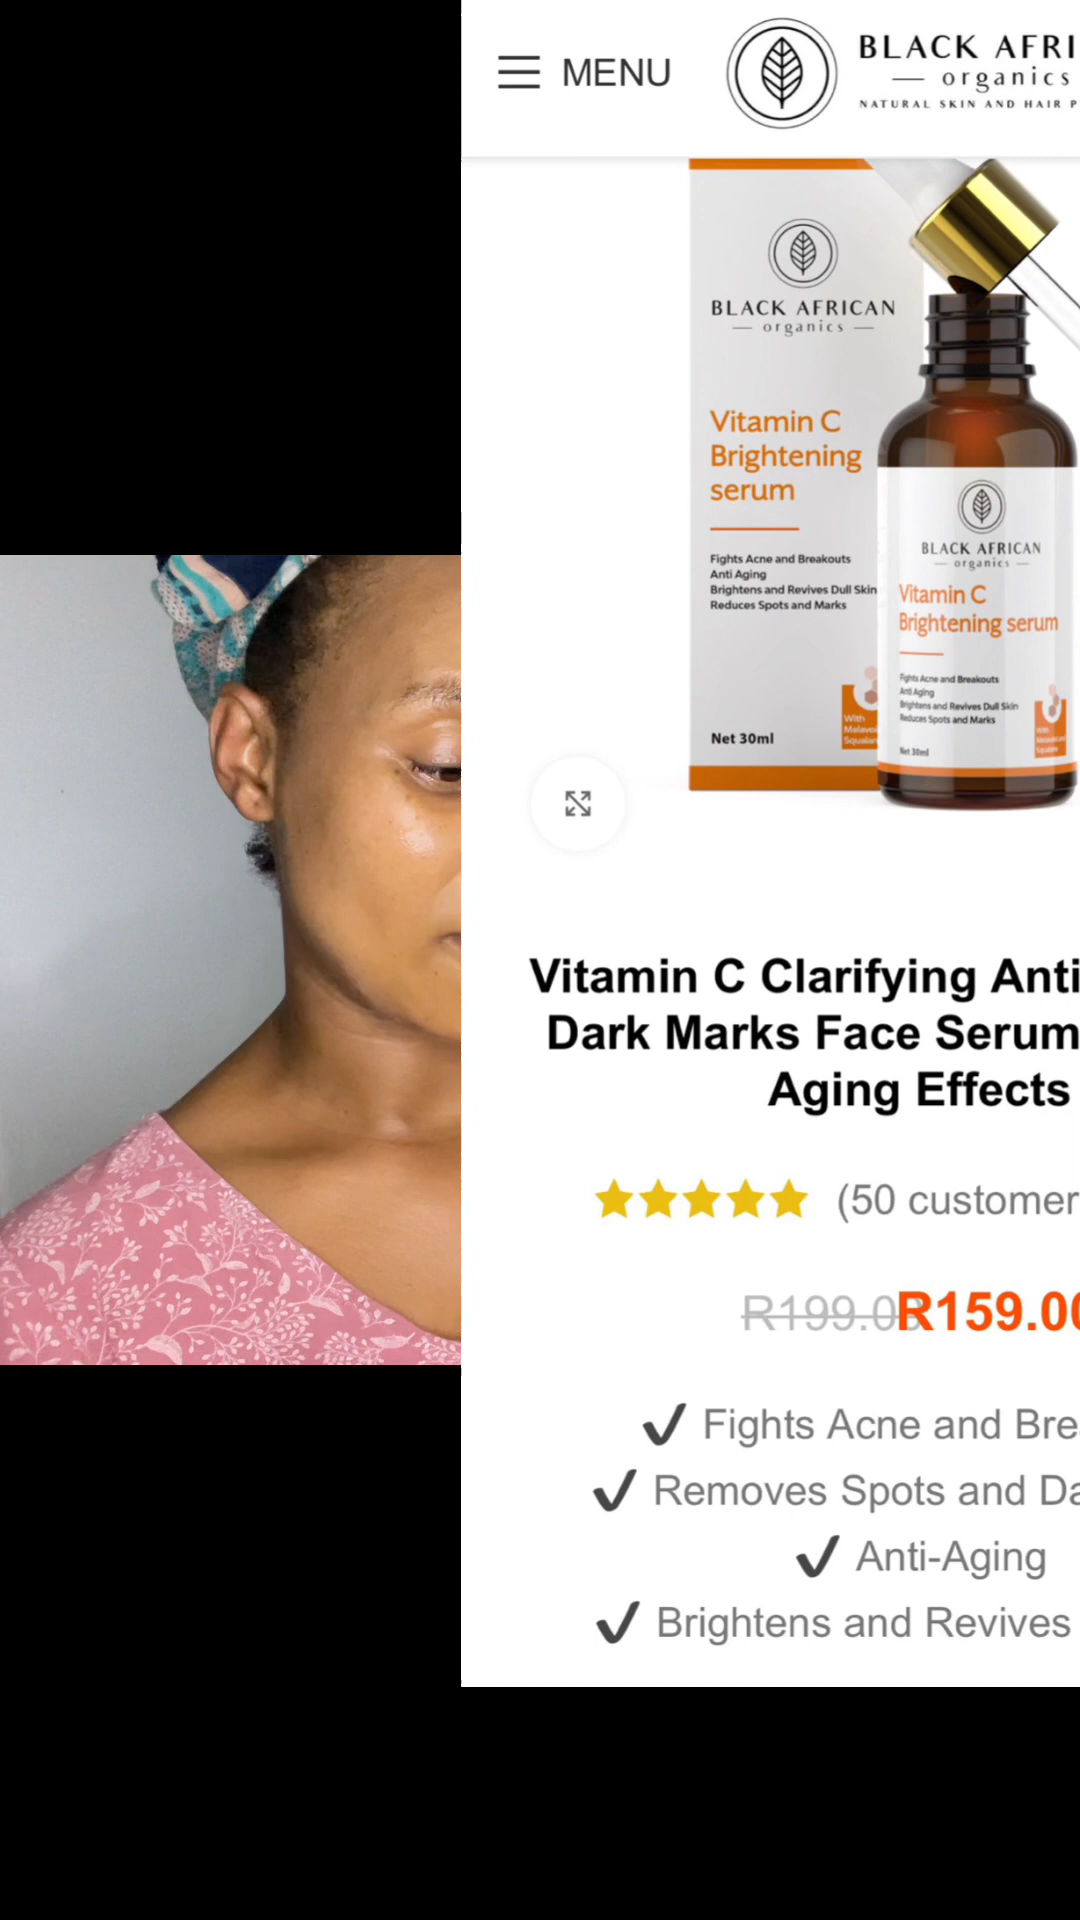 MENU
BLACK AFRI
organics
NATURAL SKIN AND HAIR P
BLACK AFRICAN
organics
Vitamin C
Brightening
serum
Fights Acne and Breakouts
Anti Aging
Brightens and Revives Dull Skin
Reduces Spots and Marks
With
Net 30ml
BLACK AFRICAN
organics
Vitamin C
Brightening serum
Fights Acne and Breakouts
Anti Aging
Brightens and Revives Dull Skin
Reduces Spots and Marks
Net 30ml
With
Vitamin C Clarifying Anti
Dark Marks Face Serum
Aging Effects
(50 customer
R199.0 R159.00
✔ Fights Acne and Bre
✔ Removes Spots and Da
✔ Anti-Aging
✔ Brightens and Revives